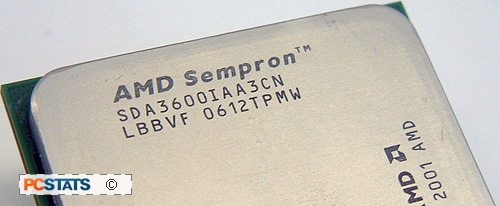 AMD Sempron™
SDA3600IAA3CN
LBBVF 0612TPMW
AMD
2001 AMD
PCSTATS ©